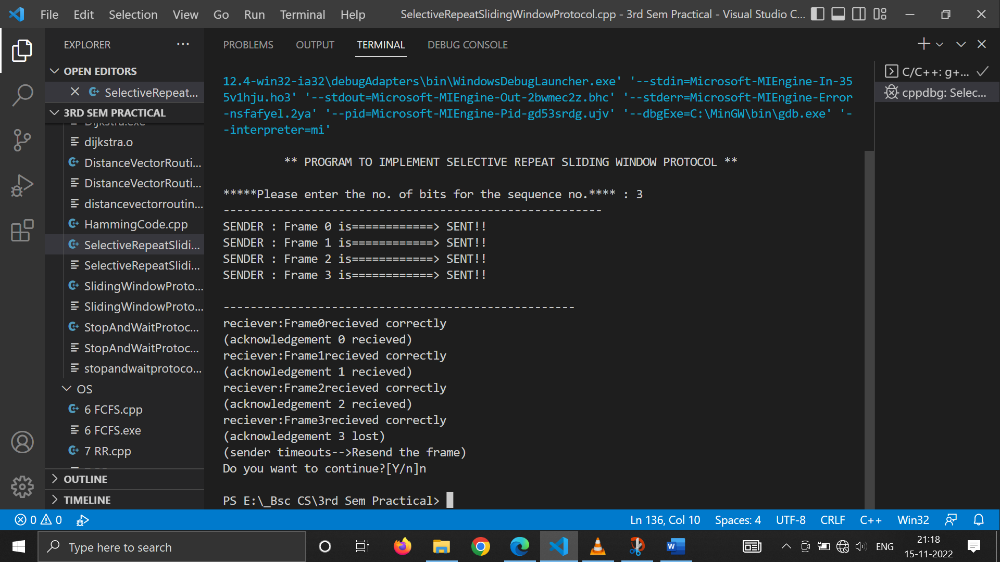 File Edit Selection View Go Run Terminal Help SelectiveRepeatSlidingWindowProtocol.cpp - 3rd Sem Practical - Visual Studio C...
EXPLORER
OPEN EDITORS
SelectiveRepeat...
3RD SEM PRACTICAL
Dijkstra.exe
dijkstra.o
DistanceVectorRouti...
DistanceVectorRouti...
distancevectorroutin...
HammingCode.cpp
SelectiveRepeatSlidi...
SelectiveRepeatSlidi...
SlidingWindowProto...
SlidingWindowProto...
StopAndWaitProtoc...
StopAndWaitProtoc...
stopandwaitprotoco...
OS
6 FCFS.cpp
6 FCFS.exe
7 RR.cpp
OUTLINE
TIMELINE
PROBLEMS OUTPUT TERMINAL DEBUG CONSOLE
12.4-win32-ia32\debugAdapters\bin\WindowsDebugLauncher.exe' '--stdin=Microsoft-MIEngine-In-35
5v1hju.ho3' '--stdout=Microsoft-MIEngine-Out-2bwmec2z.bhc' '--stderr=Microsoft-MIEngine-Error
-nsfafyel.2ya' '--pid=Microsoft-MIEngine-Pid-gd53srdg.ujv' '--dbgExe=C:\MinGW\bin\gdb.exe' '-
-interpreter=mi'
** PROGRAM TO IMPLEMENT SELECTIVE REPEAT SLIDING WINDOW PROTOCOL **
*****Please enter the no. of bits for the sequence no.**** : 3
--------------------------------------------------------
SENDER : Frame 0 is============> SENT!!
SENDER : Frame 1 is============> SENT!!
SENDER : Frame 2 is============> SENT!!
SENDER : Frame 3 is============> SENT!!
----------------------------------------------------
reciever:Frame0recieved correctly
(acknowledgement 0 recieved)
reciever:Frame1recieved correctly
(acknowledgement 1 recieved)
reciever:Frame2recieved correctly
(acknowledgement 2 recieved)
reciever:Frame3recieved correctly
(acknowledgement 3 lost)
(sender timeouts-->Resend the frame)
Do you want to continue?[Y/n]n
PS E:\_Bsc CS\3rd Sem Practical>
C/C++: g+...
cppdbg: Selec...
0 0 Ln 136, Col 10 Spaces: 4 UTF-8 CRLF C++ Win32
Type here to search
ENG
21:18
15-11-2022